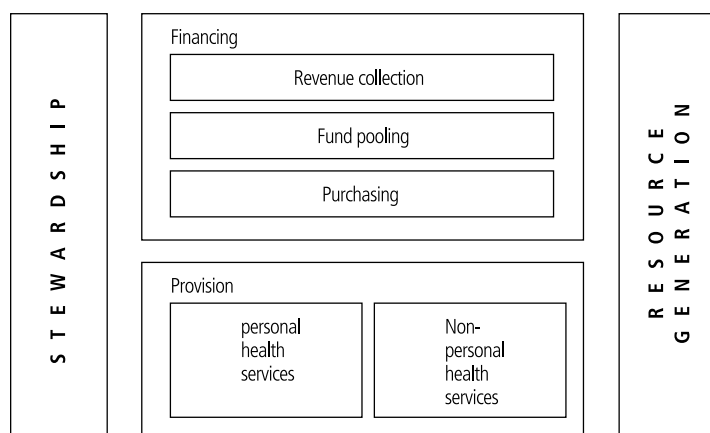 STEWARDSHIP
Financing
Revenue collection
Fund pooling
Purchasing
Provision
personal
health
services
Non-
personal
health
services
RESOURCE
GENERATION